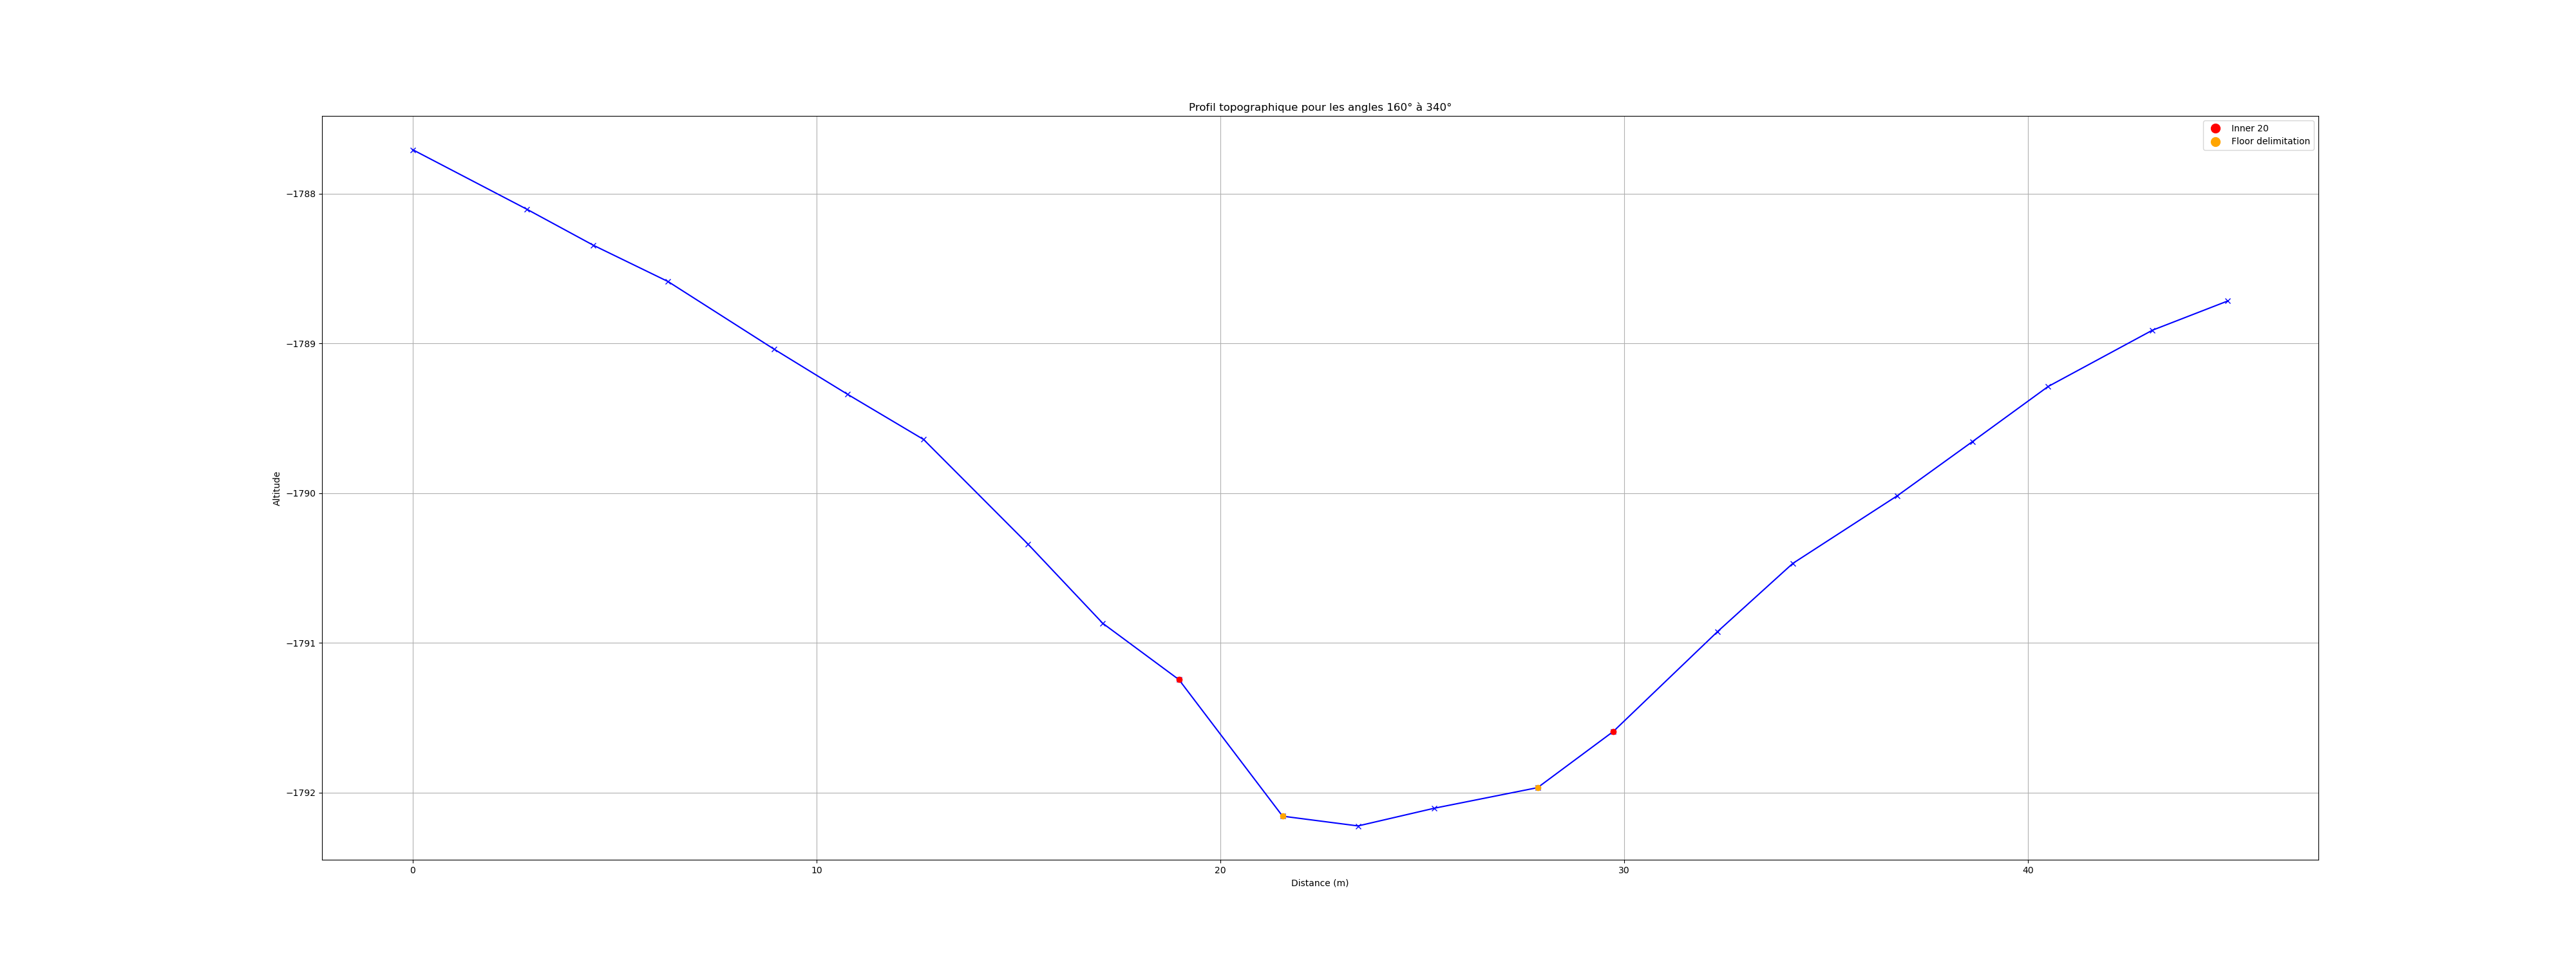 Profil topographique pour les angles 160° à 340°
Inner 20
Floor delimitation
−1788
−1789
−1790
−1791
−1792
Altitude
0 10 20 30 40
Distance (m)